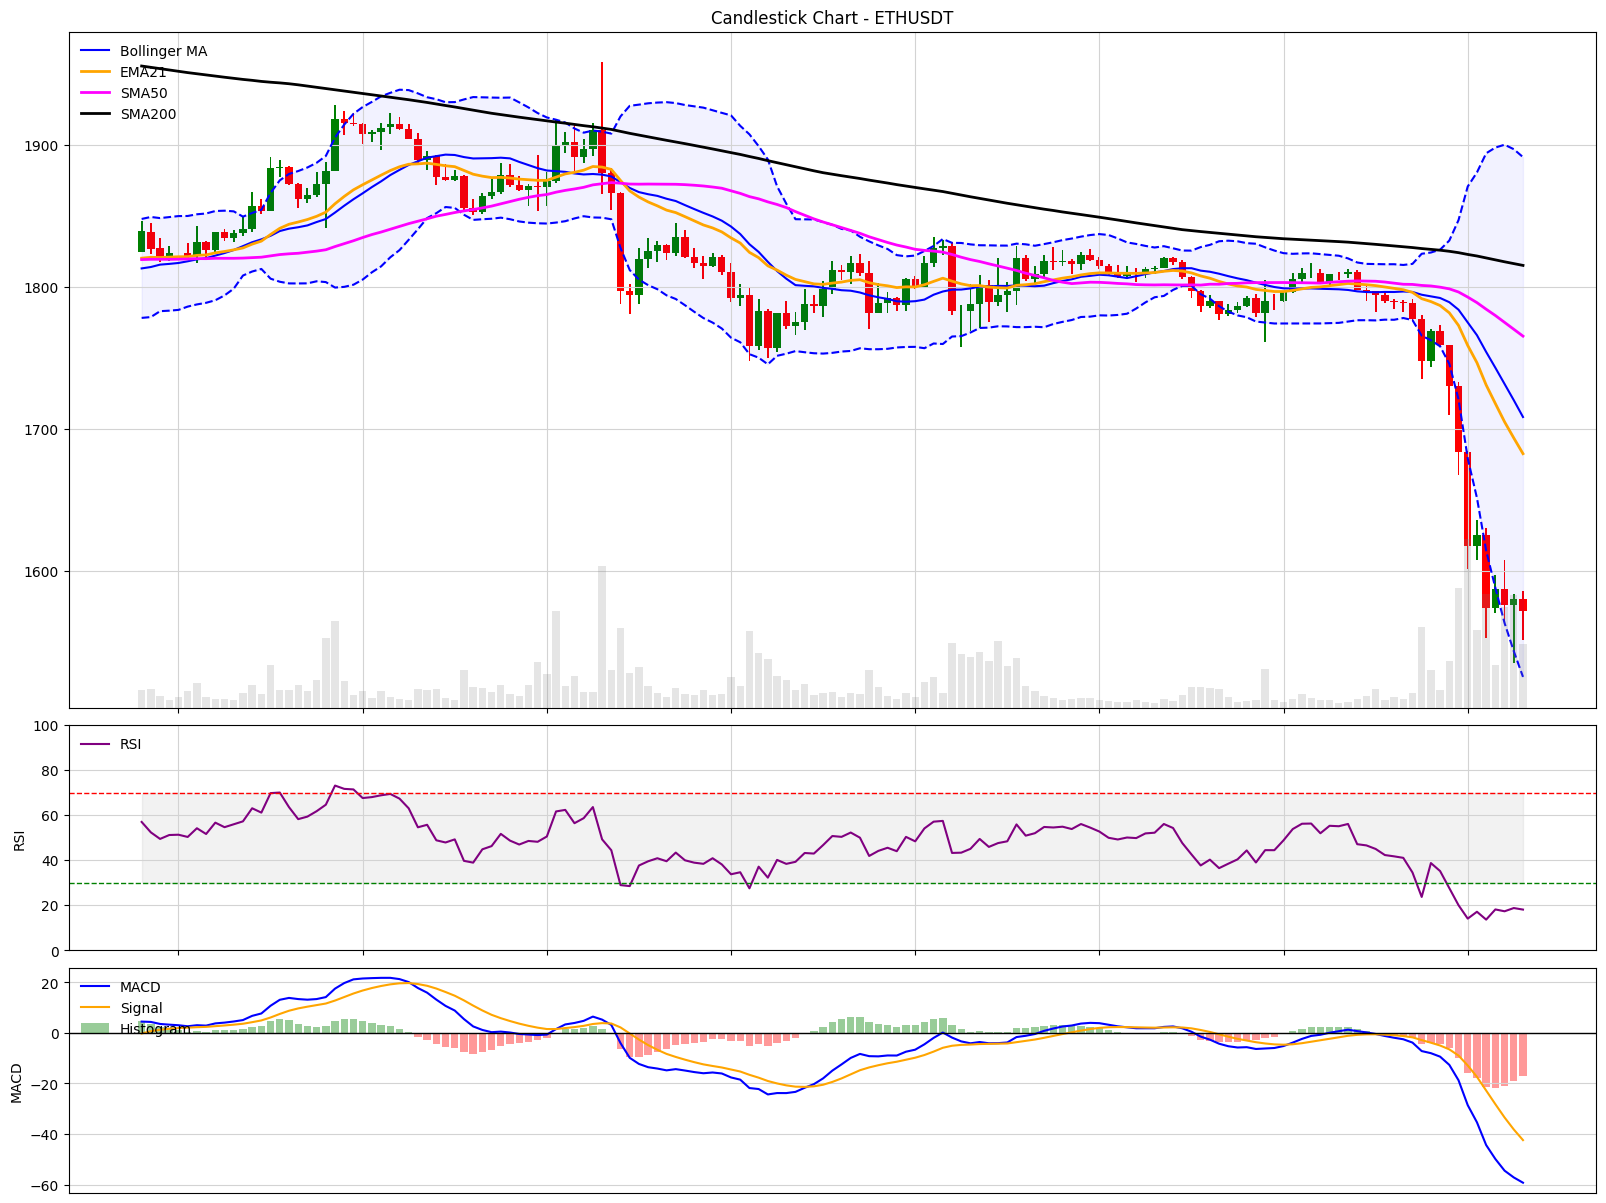 Candlestick Chart - ETHUSDT
Bollinger MA
EMA21
SMA50
SMA200
1900
1800
1700
1600
RSI
100
80
60
40
20
0
RSI
MACD
Signal
Histogram
20
0
−20
−40
−60
MACD